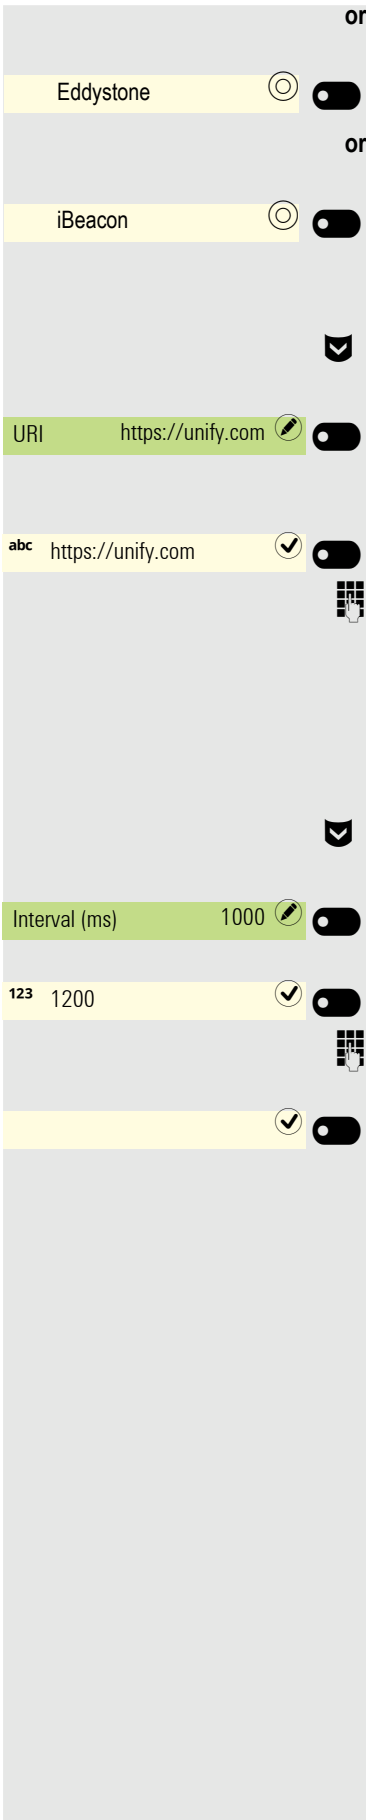 or
Eddystone
or
iBeacon
URI https://unify.com
abc https://unify.com
Interval (ms) 1000
123 1200